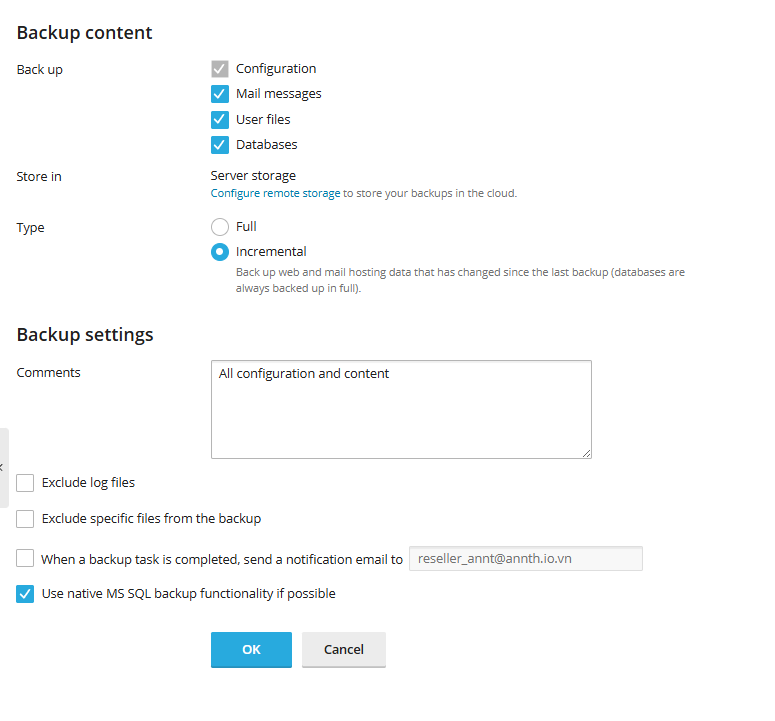 Backup content
Back up
Configuration
Mail messages
User files
Databases
Store in
Server storage
Configure remote storage to store your backups in the cloud.
Type
Full
Incremental
Back up web and mail hosting data that has changed since the last backup (databases are
always backed up in full).
Backup settings
Comments
All configuration and content
Exclude log files
Exclude specific files from the backup
When a backup task is completed, send a notification email to reseller_annt@annth.io.vn
Use native MS SQL backup functionality if possible
OK Cancel